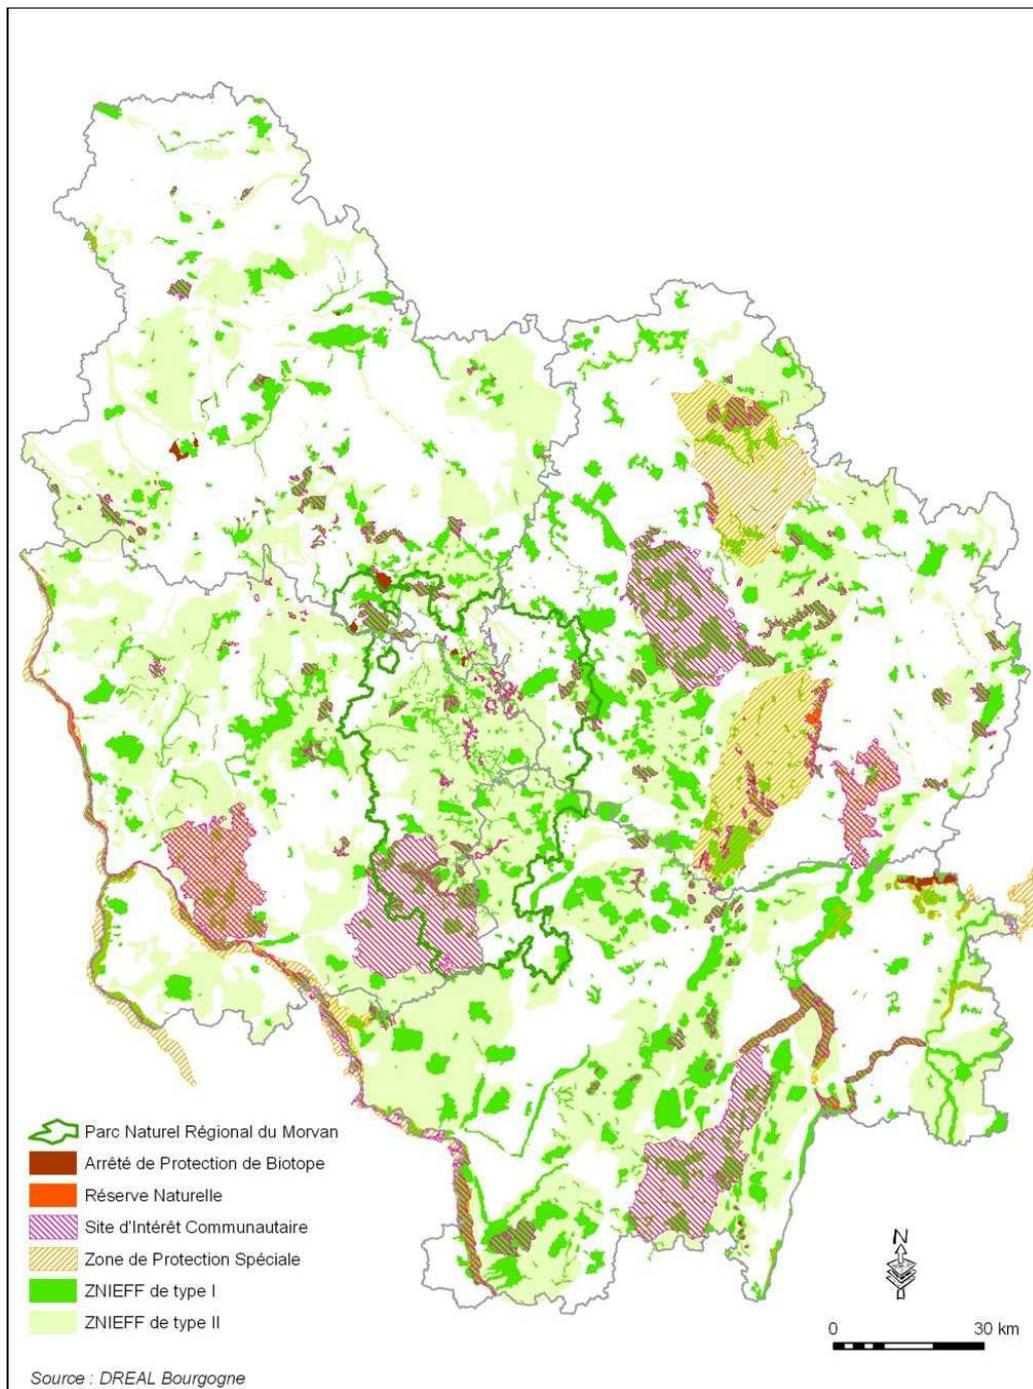 Parc Naturel Régional du Morvan
Arrêté de Protection de Biotope
Réserve Naturelle
Site d'Intérêt Communautaire
Zone de Protection Spéciale
ZNIEFF de type I
ZNIEFF de type II
N
0 30 km
Source : DREAL Bourgogne